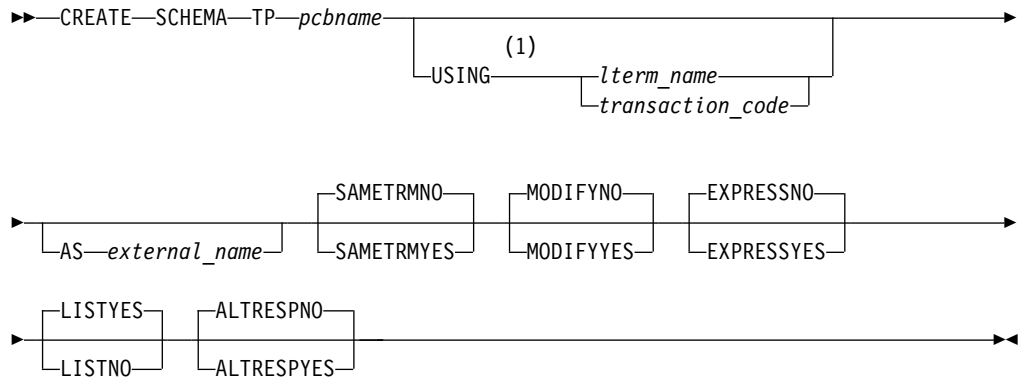 CREATE SCHEMA TP pcbname
(1)
USING lterm_name
transaction_code
SAMETRMNO MODIFYNO EXPRESSNO
AS external_name SAMETRMYES MODIFYYES EXPRESSYES
LISTYES ALTRESPNO
LISTNO ALTRESPYES